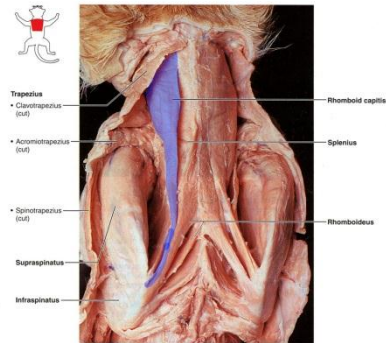 Trapezius
• Clavotrapezius
(cut)
• Acromiotrapezius
(cut)
• Spinotrapezius
(cut)
Supraspinatus
Infraspinatus
Rhomboid capitis
Splenius
Rhomboideus